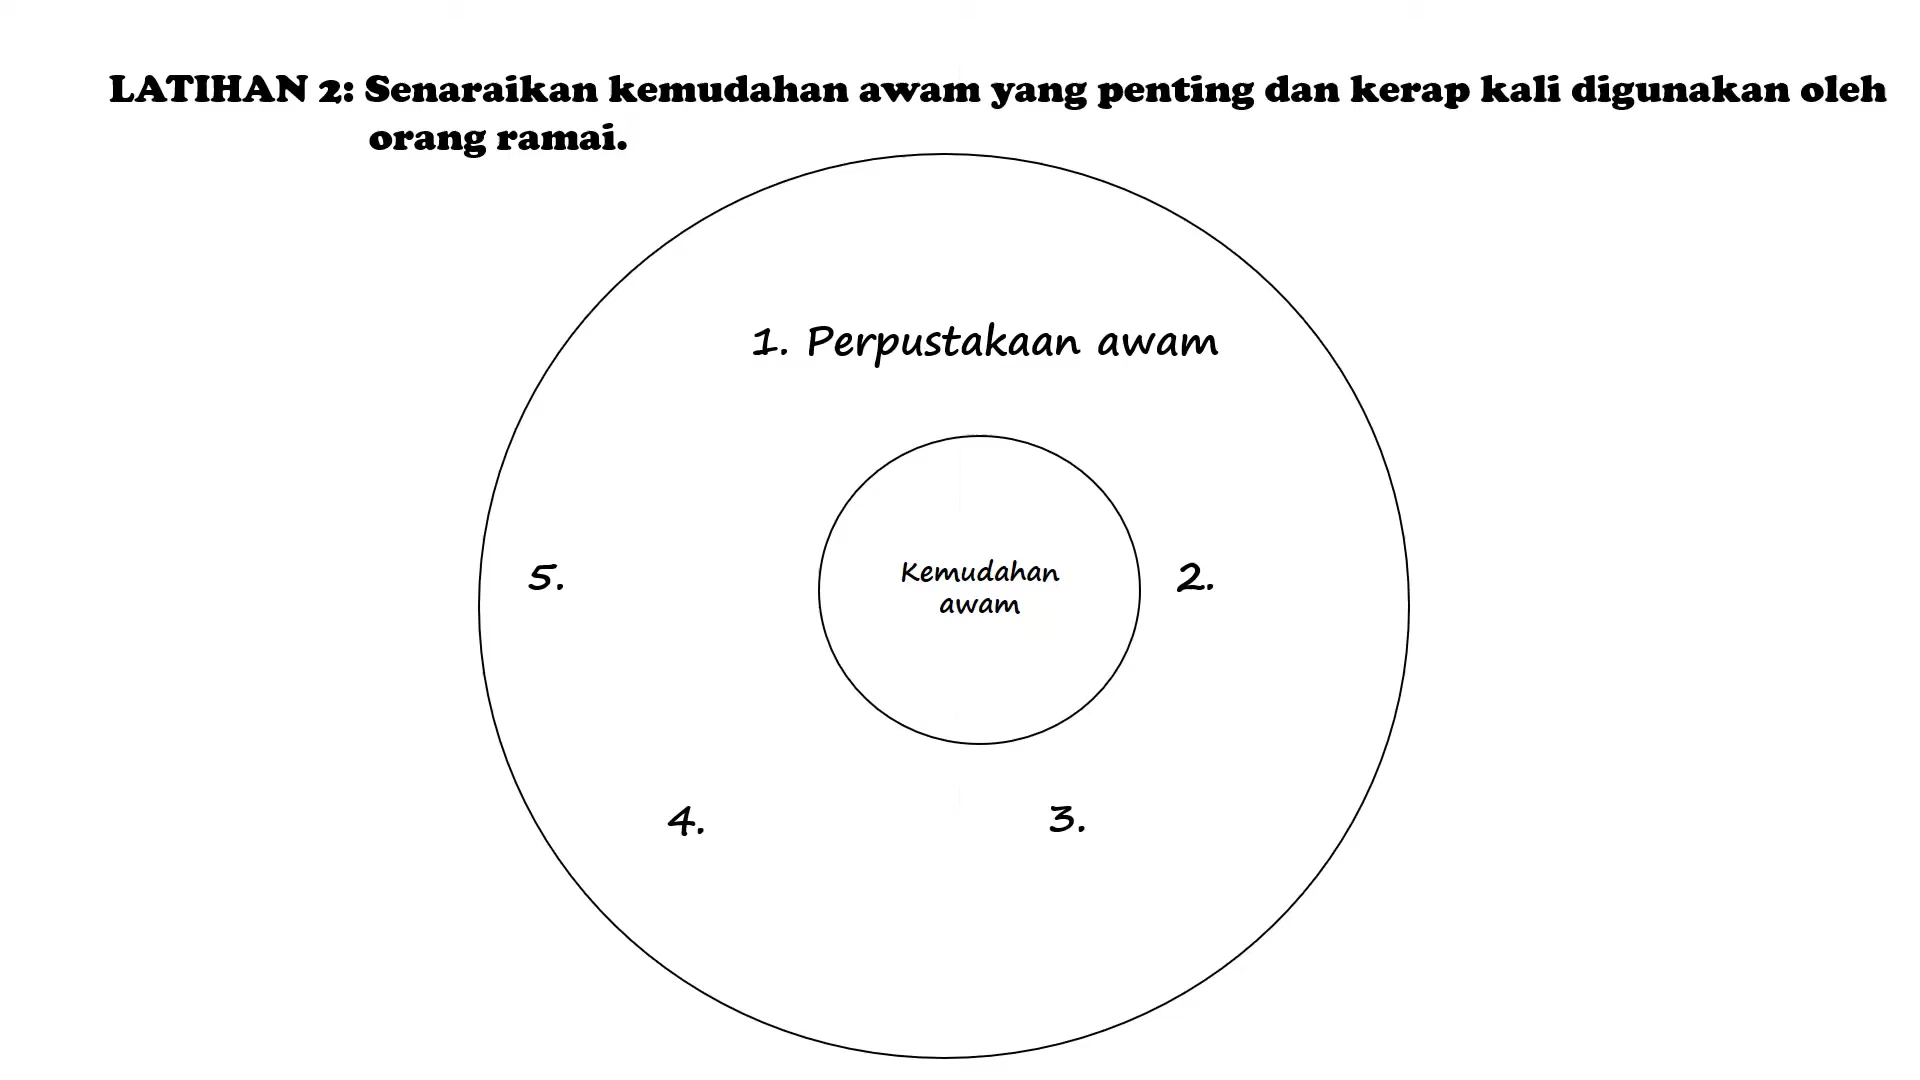 LATIHAN 2: Senaraikan kemudahan awam yang penting dan kerap kali digunakan oleh
orang ramai.
1. Perpustakaan awam
Kemudahan
awam
2.
3.
4.
5.